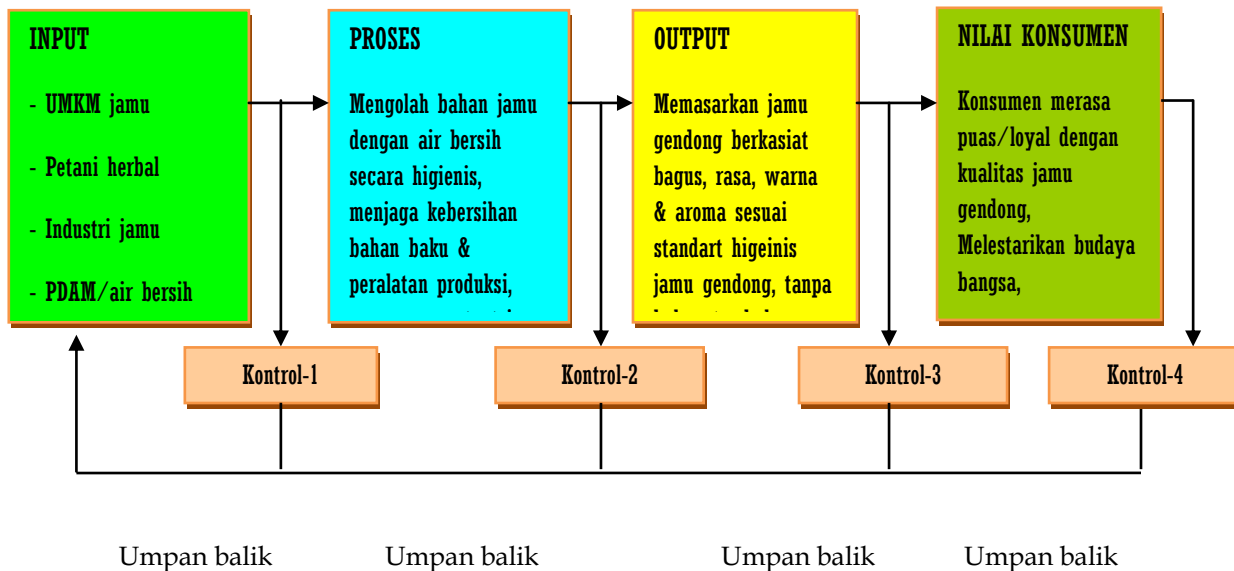 INPUT
- UMKM jamu
- Petani herbal
- Industri jamu
- PDAM/air bersih
PROSES
Mengolah bahan jamu
dengan air bersih
secara higienis,
menjaga kebersihan
bahan baku &
peralatan produksi,
OUTPUT
Memasarkan jamu
gendong berkasiat
bagus, rasa, warna
& aroma sesuai
standart higeinis
jamu gendong, tanpa
NILAI KONSUMEN
Konsumen merasa
puas/loyal dengan
kualitas jamu
gendong,
Melestarikan budaya
bangsa,
Kontrol-1
Kontrol-2
Kontrol-3
Kontrol-4
Umpan balik
Umpan balik
Umpan balik
Umpan balik